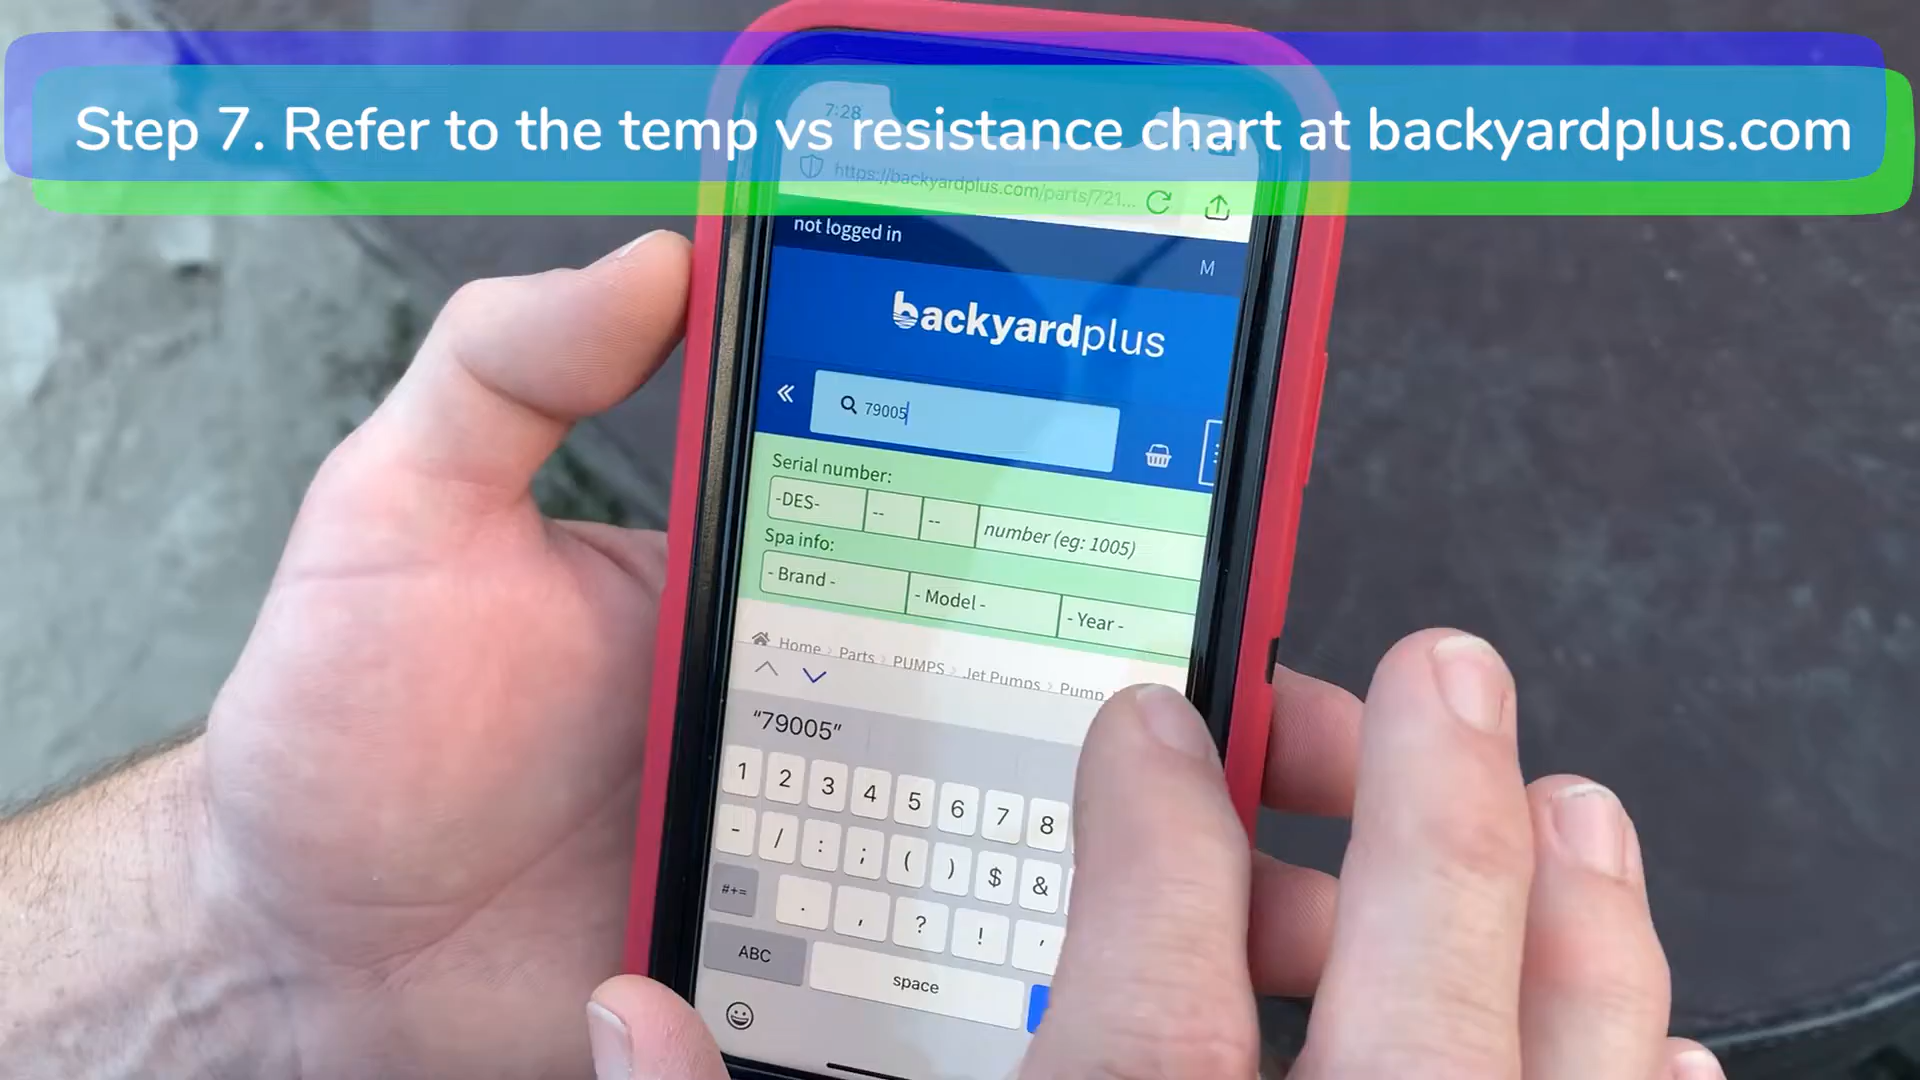 Step 7. Refer to the temp vs resistance chart at backyardplus.com
7:28
https://backyardplus.com/parts/721...
not logged in
M
backyardplus
79005
Serial number:
-DES- -- -- number (eg: 1005)
Spa info:
- Brand - - Model - - Year -
Home › Parts › PUMPS › Jet Pumps › Pump
"79005"
1 2 3 4 5 6 7 8
- / : ; ( ) $ &
#+= . , ? ! '
ABC space